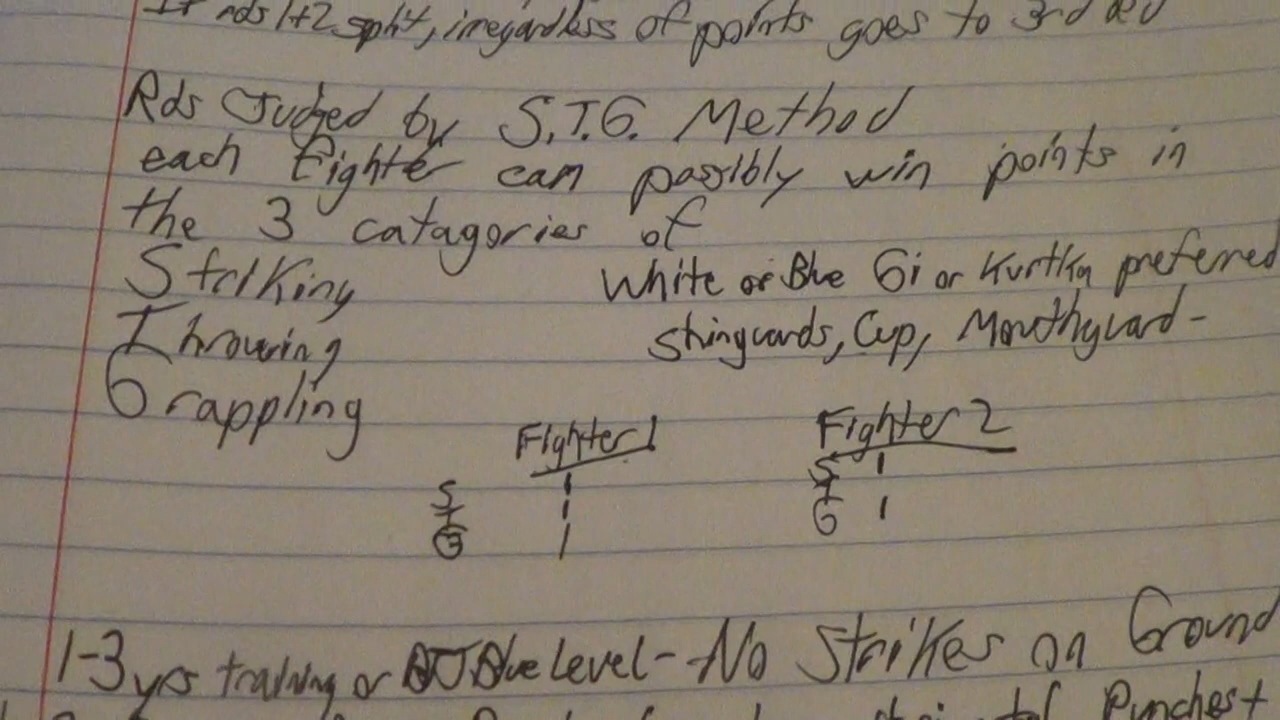 If rds 1+2 split, irregardless of points goes to 3rd
Rds Judged by S.T.G. Method
each fighter can possibly win points in
the 3 catagories of
Striking
White or Blue Gi or Kurtka preferred
Throwing
Shinguards, Cup, Mouthguard-
Grappling
Fighter 1
Fighter 2
S 1
T 1
G 1
S 1
T
G 1
1-3 yrs training or BJJ Blue Level - No Strikes on Ground
Punches +